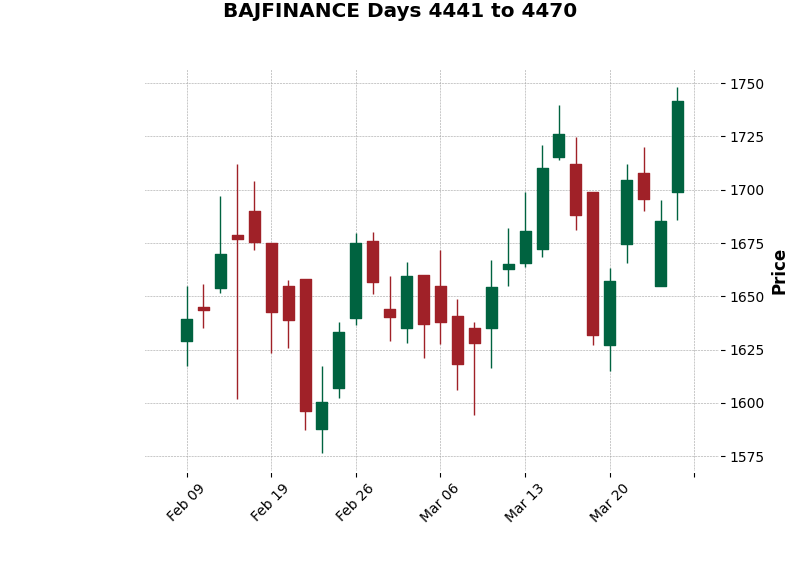 BAJFINANCE Days 4441 to 4470
1750
1725
1700
1675
1650
1625
1600
1575
Price
Feb 09
Feb 19
Feb 26
Mar 06
Mar 13
Mar 20